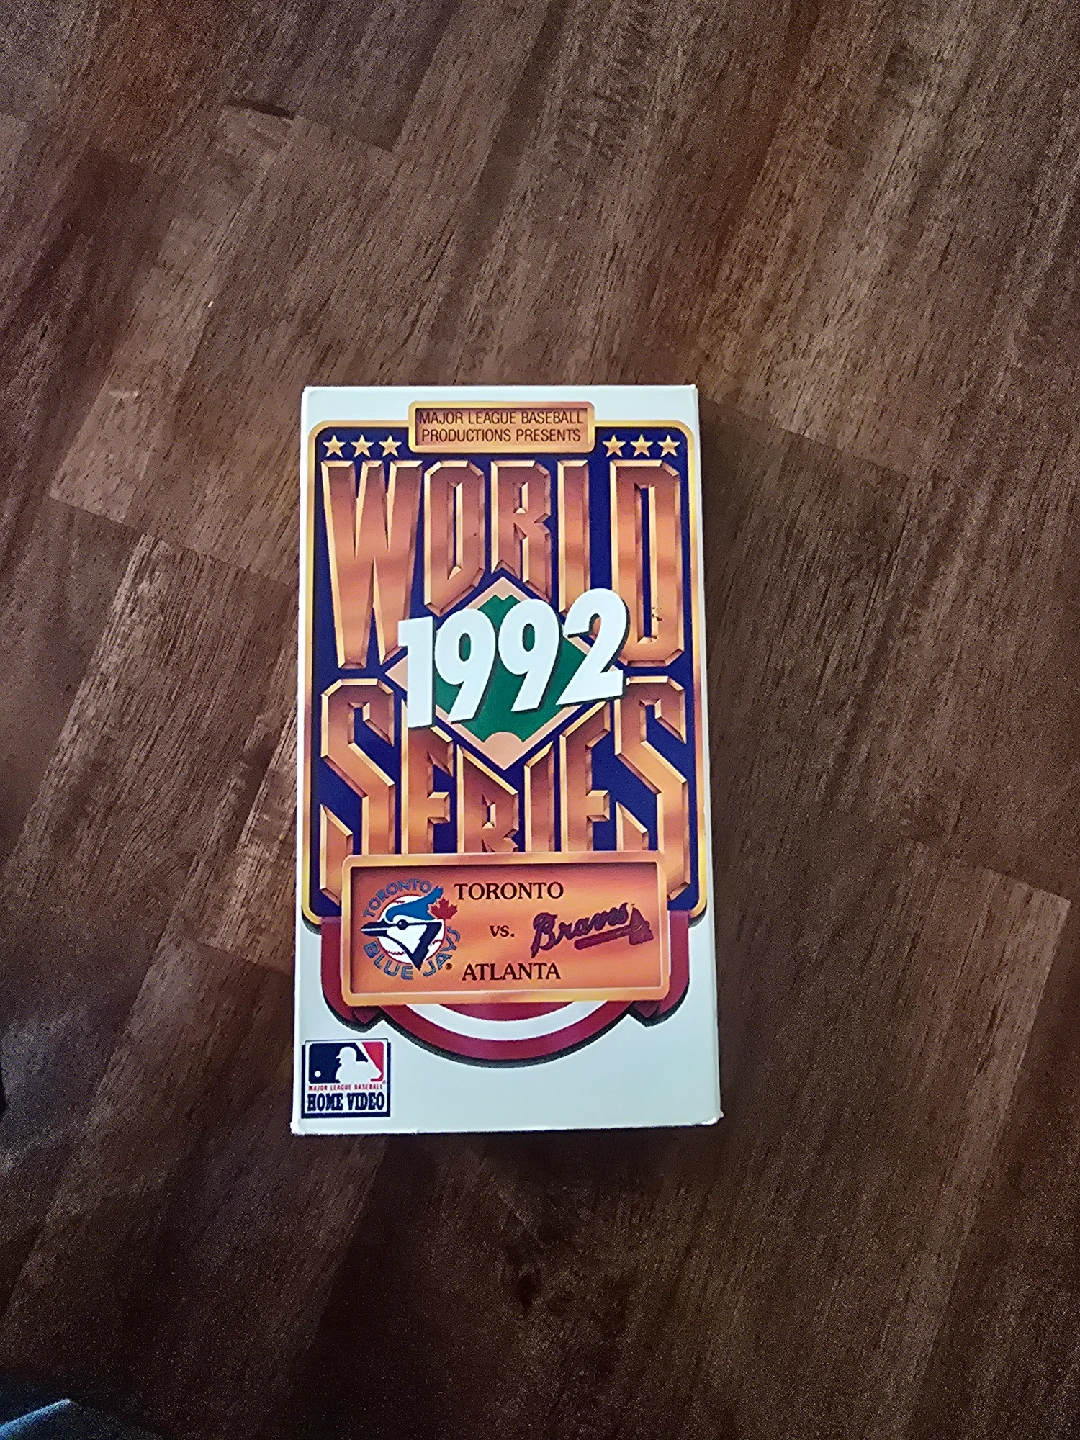 MAJOR LEAGUE BASEBALL
PRODUCTIONS PRESENTS
WORLD
1992
SERIES
TORONTO
BLUE JAYS
®
TORONTO
vs.
Braves
ATLANTA
MAJOR LEAGUE BASEBALL
HOME VIDEO